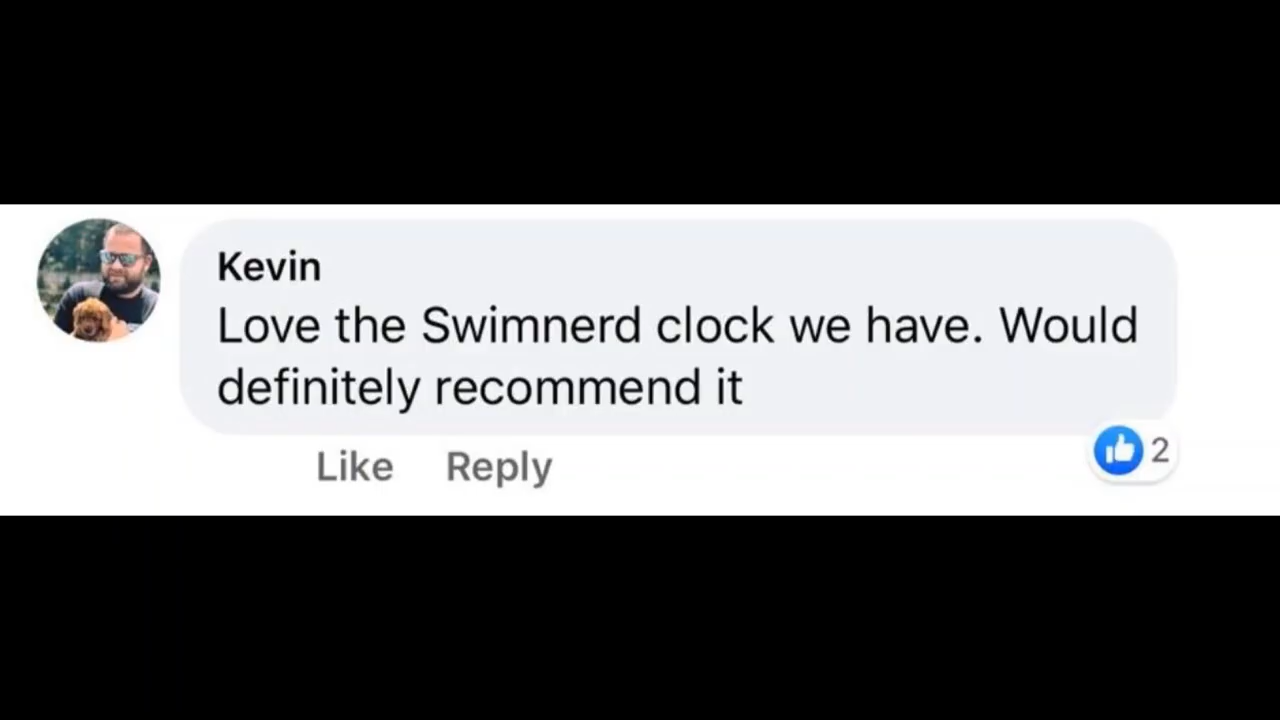 Kevin
Love the Swimnerd clock we have. Would
definitely recommend it
Like Reply 2